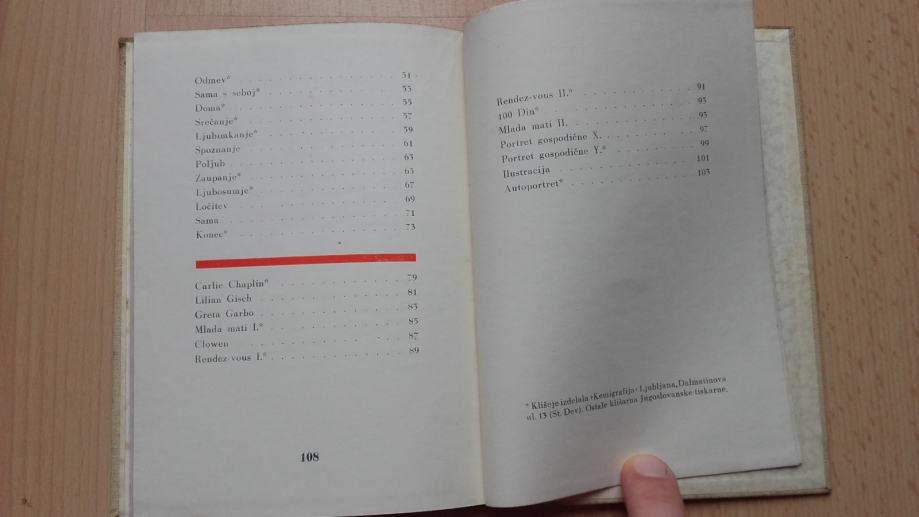 Odmev* 51
Sama s seboj* 53
Doma* 55
Srečanje* 57
Ljubimkanje* 59
Spoznanje 61
Poljub 63
Zaupanje* 65
Ljubosumje* 67
Ločitev 69
Sama 71
Konec* 73
Carlie Chaplin* 79
Lilian Gisch 81
Greta Garbo 83
Mlada mati I.* 85
Clowen 87
Rendez-vous I.* 89
108
Rendez-vous II.* 91
100 Din* 93
Mlada mati II. 95
Portret gospodične X. 97
Portret gospodične Y.* 99
Ilustracija 101
Autoportret* 103
* Klišeje izdelala »Kemigrafija« Ljubljana, Dalmatinova
ul. 13 (St. Dev). Ostale klišarna Jugoslovanske tiskarne.